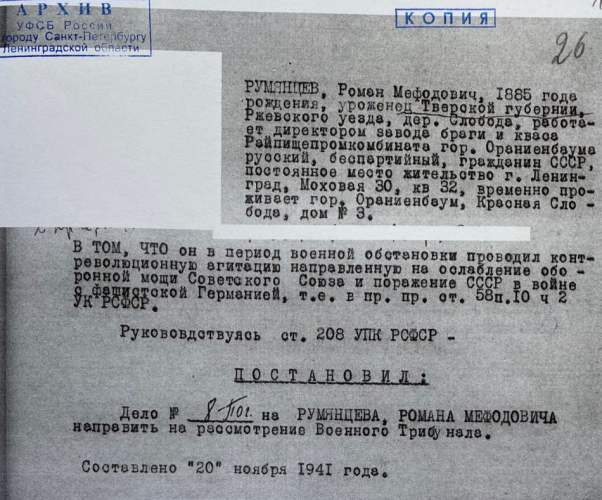 АРХИВ
УФСБ России
городу Санкт-Петербургу
Ленинградской области
КОПИЯ
26
РУМЯНЦЕВ, Роман Мефодович, 1885 года
рождения, уроженец Тверской губернии,
Ржевского уезда, дер. Слобода, работа-
ет директором завода браги и кваса
Райпищепромкомбината гор. Ораниенбаума
русский, беспартийный, гражданин СССР,
постоянное место жительство г. Ленин-
град, Моховая 30, кв 32, временно про-
живает гор. Ораниенбаум, Красная Сло-
бода, дом № 3.
В ТОМ, ЧТО он в период военной обстановки проводил конт-
революционную агитацию направленную на ослабление обо -
ронной мощи Советского Союза и поражение СССР в войне
с фашистской Германией, т.е. в пр. пр. ст. 58п.10 ч 2
УК РСФСР.
Рукововдствуясь ст. 208 УПК РСФСР -
ПОСТАНОВИЛ:
Дело № на РУМЯНЦЕВА, РОМАНА МЕФОДОВИЧА
направить на рассмотрение Военного Трибунала.
Составлено "20" ноября 1941 года.